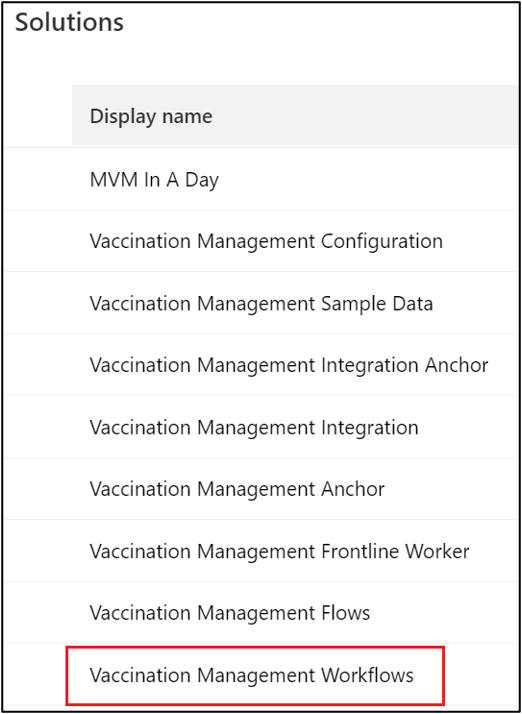 Solutions
Display name
MVM In A Day
Vaccination Management Configuration
Vaccination Management Sample Data
Vaccination Management Integration Anchor
Vaccination Management Integration
Vaccination Management Anchor
Vaccination Management Frontline Worker
Vaccination Management Flows
Vaccination Management Workflows